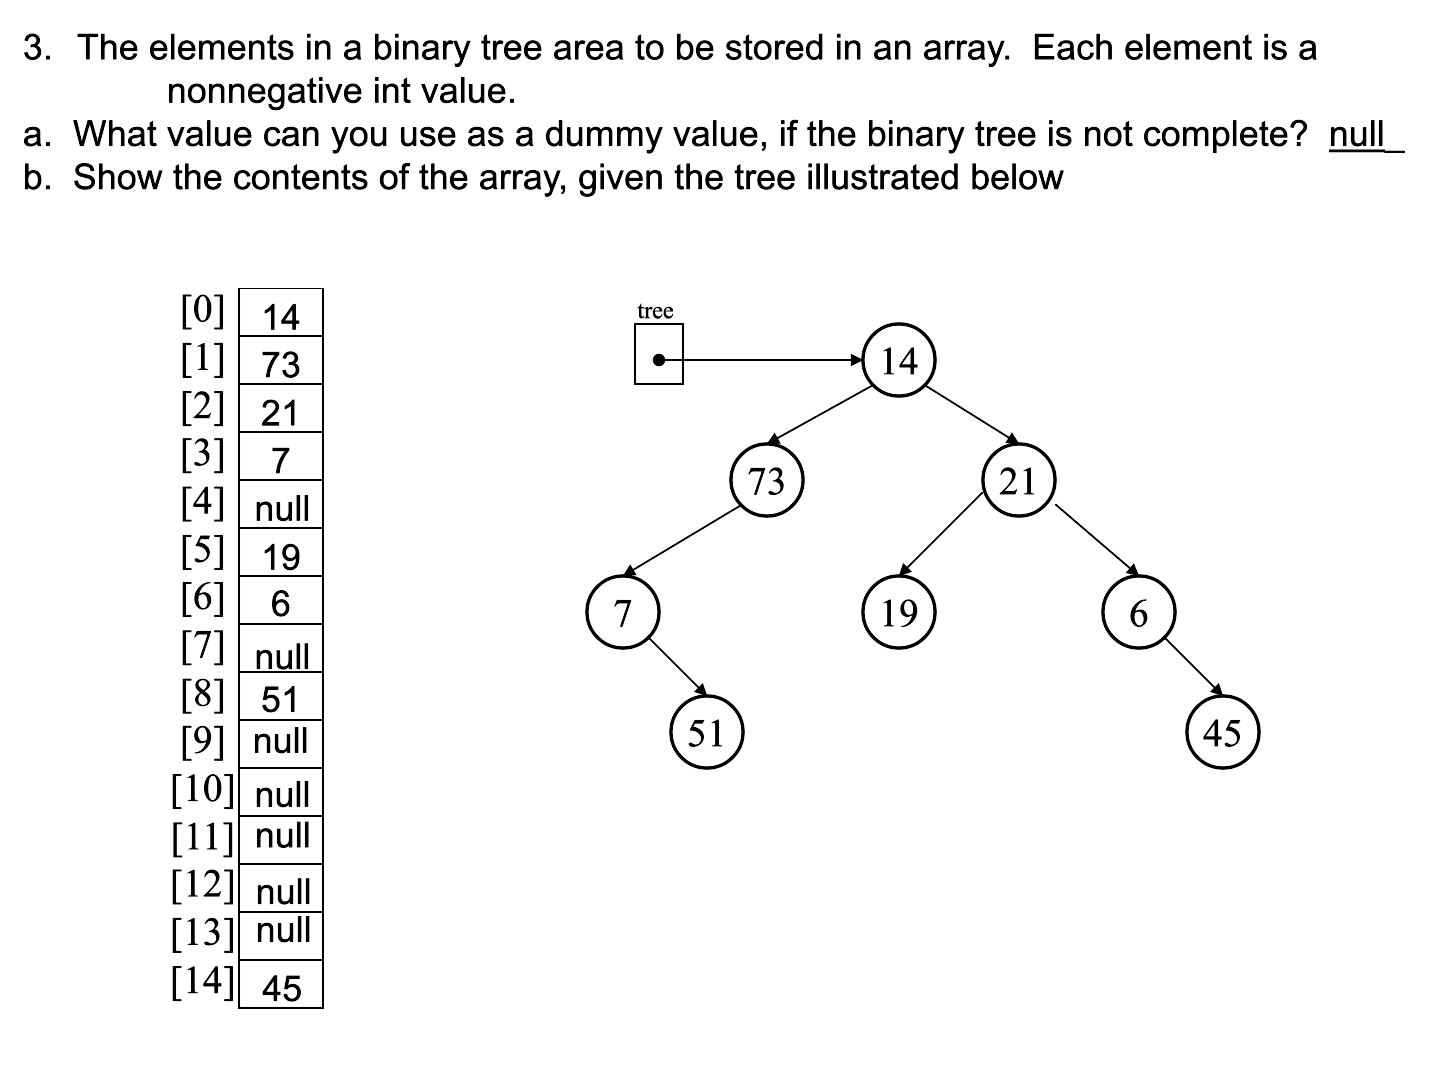 3. The elements in a binary tree area to be stored in an array. Each element is a
nonnegative int value.
a. What value can you use as a dummy value, if the binary tree is not complete? null_
b. Show the contents of the array, given the tree illustrated below
[0] 14
[1] 73
[2] 21
[3] 7
[4] null
[5] 19
[6] 6
[7] null
[8] 51
[9] null
[10] null
[11] null
[12] null
[13] null
[14] 45
tree
14
73 21
7 19 6
51 45